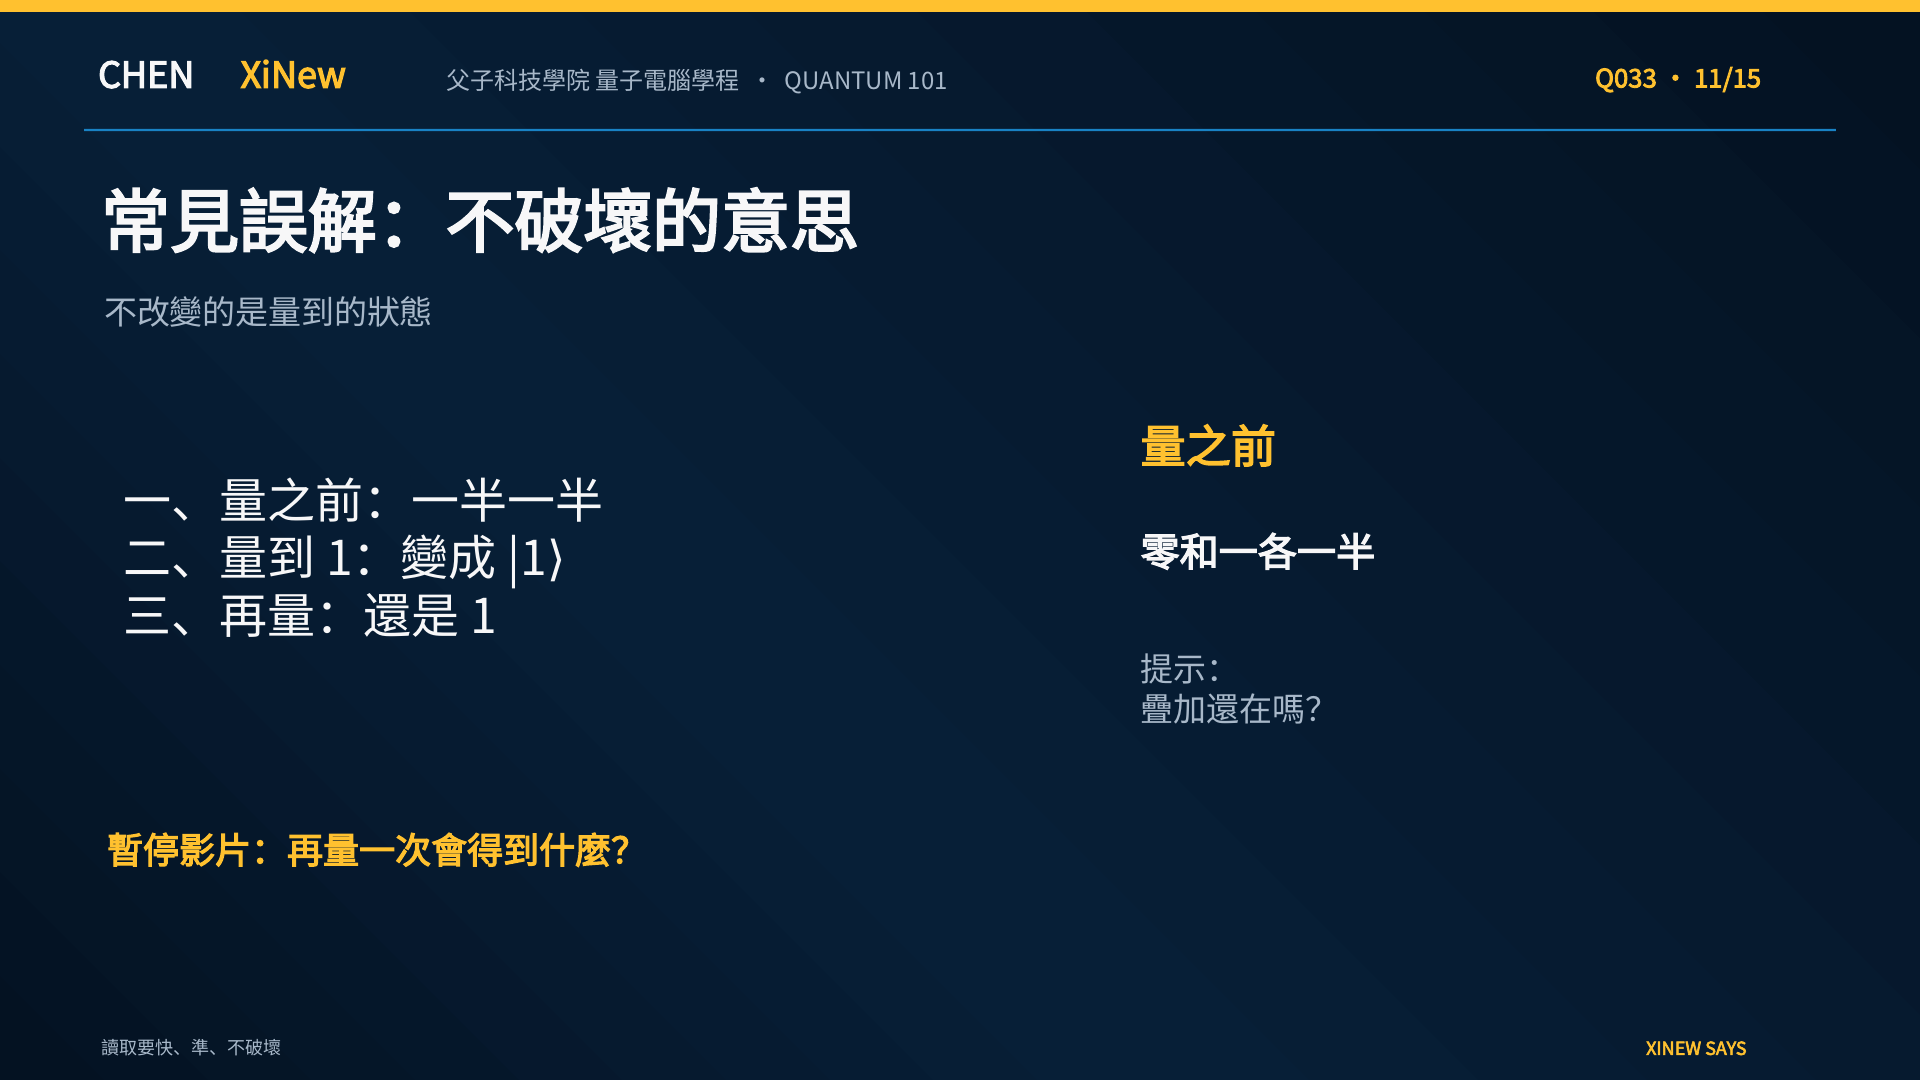 CHEN XiNew 父子科技學院 量子電腦學程 • QUANTUM 101 Q033 • 11/15
常見誤解：不破壞的意思
不改變的是量到的狀態
一、量之前：一半一半
二、量到 1：變成 |1⟩
三、再量：還是 1
暫停影片：再量一次會得到什麼？
量之前
零和一各一半
提示：
疊加還在嗎？
讀取要快、準、不破壞
XINEW SAYS